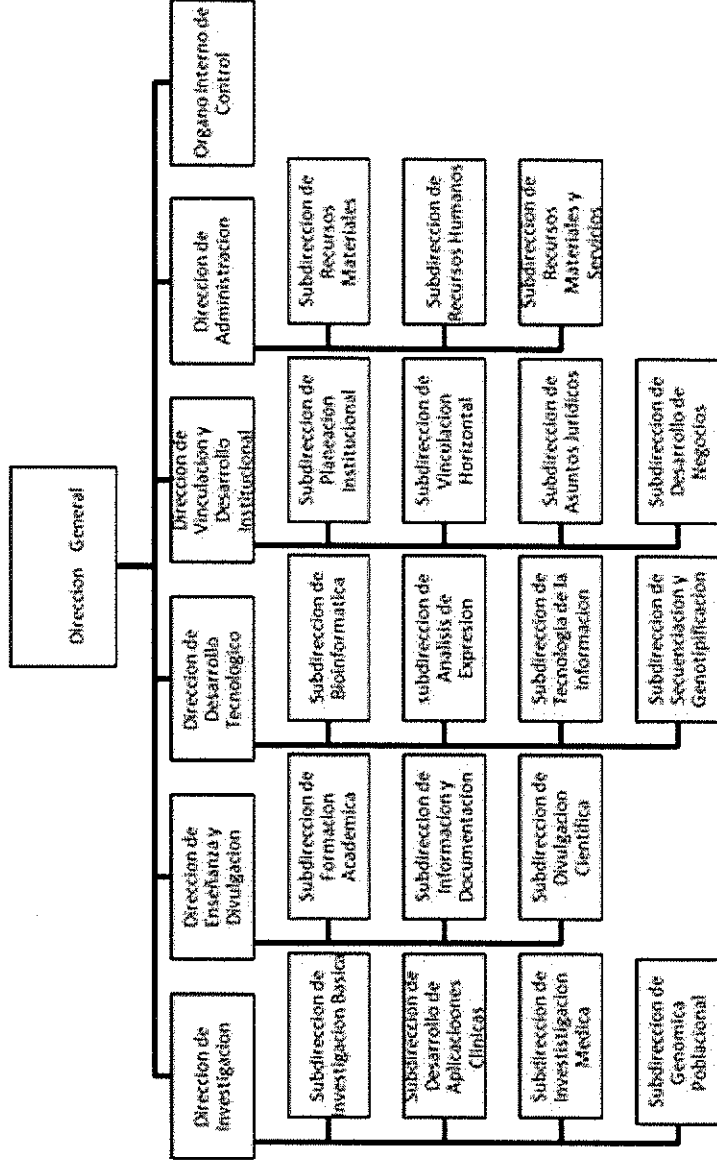 Direccion General
Direccion de
Investigacion
Direccion de
Enseñanza y
Divulgacion
Direccion de
Desarrollo
Tecnologico
Direccion de
Vinculacion y
Desarrollo
Institucional
Direccion de
Administracion
Organo Interno de
Control
Subdireccion de
Investigacion Basica
Subdireccion de
Desarrollo de
Aplicaciones
Clinicas
Subdireccion de
Investistigacion
Medica
Subdireccion de
Genomica
Poblacional
Subdireccion de
Formacion
Academica
Subdireccion de
Informacion y
Documentacion
Subdireccion de
Divulgacion
Cientifica
Subdireccion de
Bioinformatica
subdireccion de
Analisis de
Expresion
Subdireccion de
Tecnologia de la
Informacion
Subdireccion de
Secuenciacion y
Genotipificacion
Subdireccion de
Planeacion
Institucional
Subdireccion de
Vinculacion
Horizontal
Subdireccion de
Asuntos Jurídicos
Subdireccion de
Desarrollo de
Negocios
Subdireccion de
Recursos
Materiales
Subdireccion de
Recursos Humanos
Subdireccion de
Recursos
Materiales y
Servicios